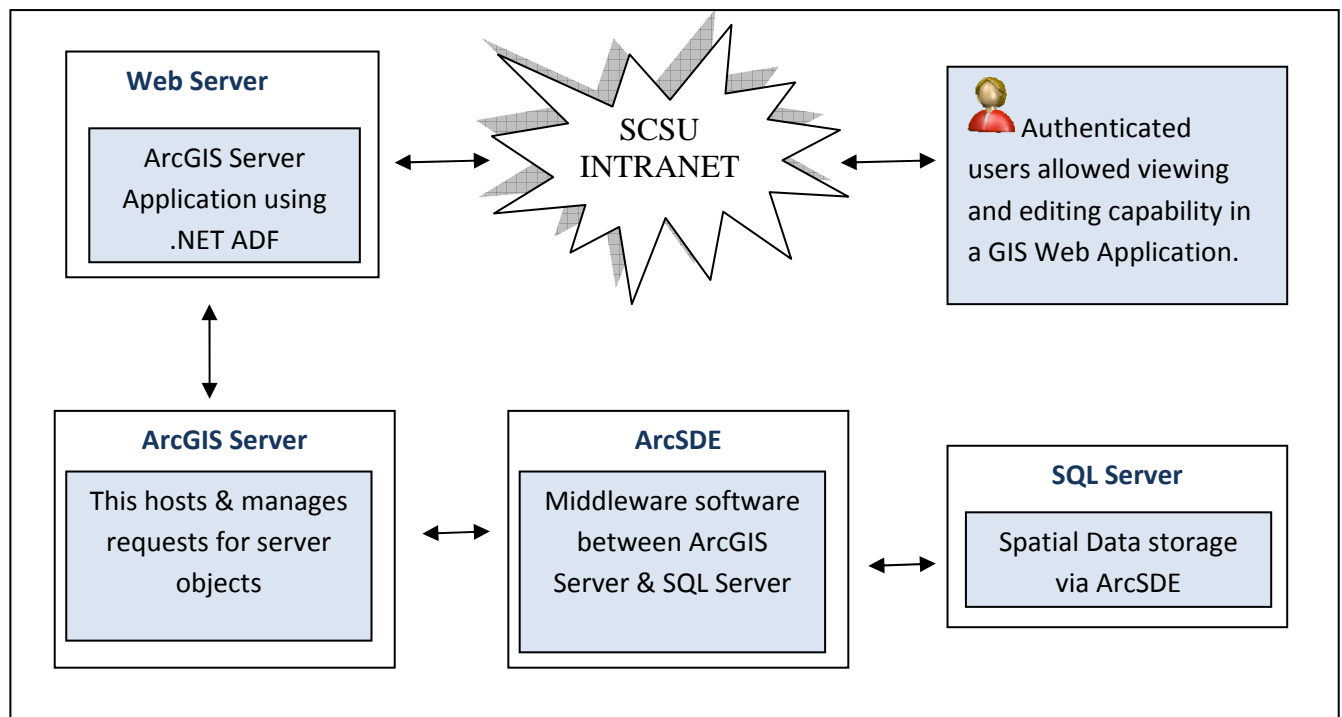 Web Server
ArcGIS Server
Application using
.NET ADF
SCSU
INTRANET
Authenticated
users allowed viewing
and editing capability in
a GIS Web Application.
ArcGIS Server
This hosts & manages
requests for server
objects
ArcSDE
Middleware software
between ArcGIS
Server & SQL Server
SQL Server
Spatial Data storage
via ArcSDE